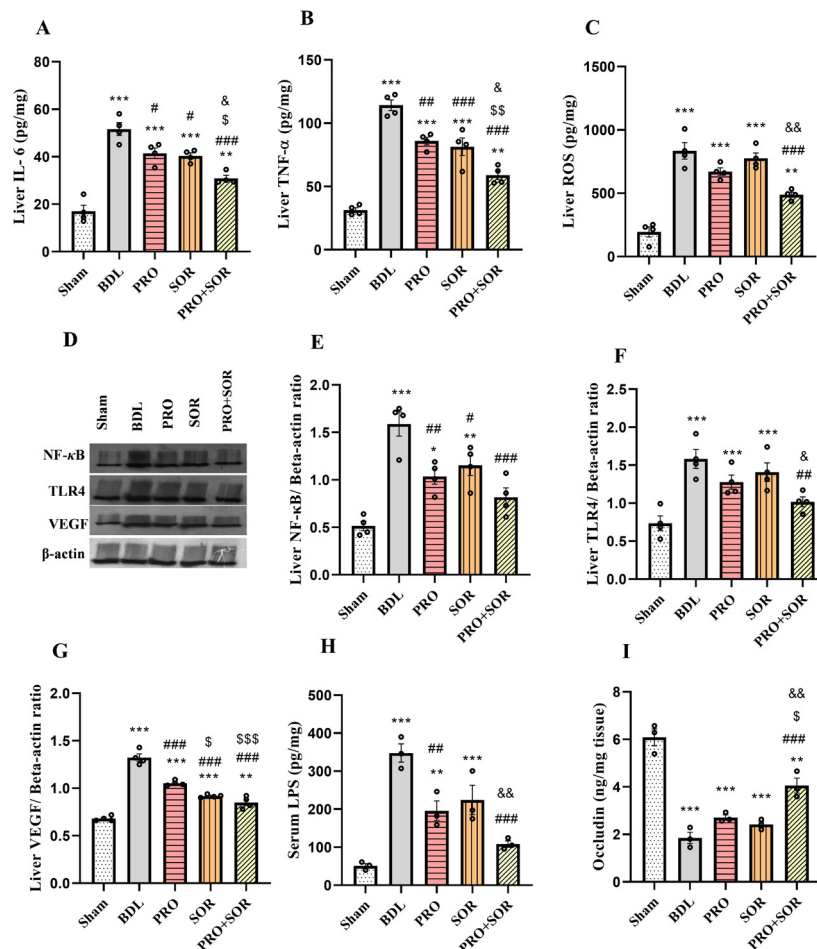 A
Liver IL- 6 (pg/mg)
80
60
40
20
0
***
#
***
#
***
&
$
###
**
Sham
BDL
PRO
SOR
PRO+SOR
B
Liver TNF-α (pg/mg)
150
100
50
0
***
##
***
###
***
&
$$
###
**
Sham
BDL
PRO
SOR
PRO+SOR
C
Liver ROS (pg/mg)
1500
1000
500
0
***
***
***
&&
###
**
Sham
BDL
PRO
SOR
PRO+SOR
D
Sham
BDL
PRO
SOR
PRO+SOR
NF-κB
TLR4
VEGF
β-actin
E
Liver NF-κB/ Beta-actin ratio
2.0
1.5
1.0
0.5
0.0
***
##
*
#
**
###
Sham
BDL
PRO
SOR
PRO+SOR
F
Liver TLR4/ Beta-actin ratio
2.5
2.0
1.5
1.0
0.5
0.0
***
***
***
&
##
Sham
BDL
PRO
SOR
PRO+SOR
G
Liver VEGF/ Beta-actin ratio
2.0
1.5
1.0
0.5
0.0
***
###
***
$
###
***
$$$
###
**
Sham
BDL
PRO
SOR
PRO+SOR
H
Serum LPS (pg/mg)
500
400
300
200
100
0
***
##
**
***
&&
###
Sham
BDL
PRO
SOR
PRO+SOR
I
Occludin (ng/mg tissue)
8
6
4
2
0
***
***
***
&&
$
###
**
Sham
BDL
PRO
SOR
PRO+SOR